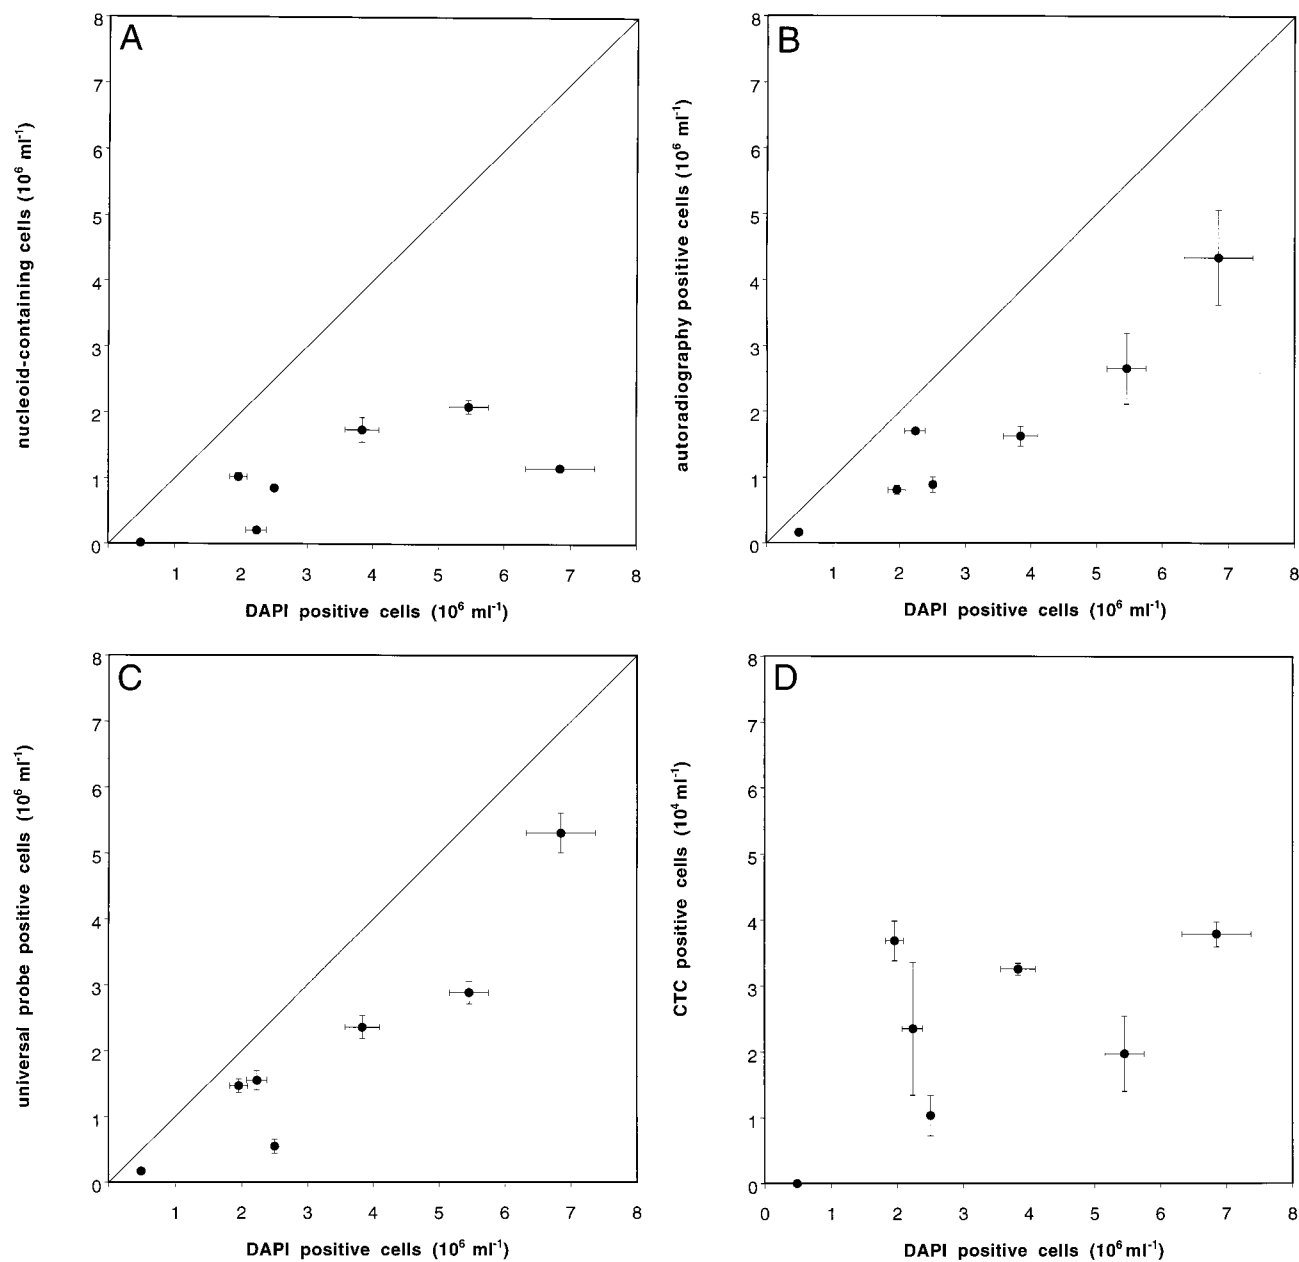 A
8
7
6
5
4
3
2
1
0
nucleoid-containing cells (10⁶ ml⁻¹)
1 2 3 4 5 6 7 8
DAPI positive cells (10⁶ ml⁻¹)
B
8
7
6
5
4
3
2
1
0
autoradiography positive cells (10⁶ ml⁻¹)
1 2 3 4 5 6 7 8
DAPI positive cells (10⁶ ml⁻¹)
C
8
7
6
5
4
3
2
1
0
universal probe positive cells (10⁶ ml⁻¹)
1 2 3 4 5 6 7 8
DAPI positive cells (10⁶ ml⁻¹)
D
8
7
6
5
4
3
2
1
0
CTC positive cells (10⁴ ml⁻¹)
0 1 2 3 4 5 6 7 8
DAPI positive cells (10⁶ ml⁻¹)